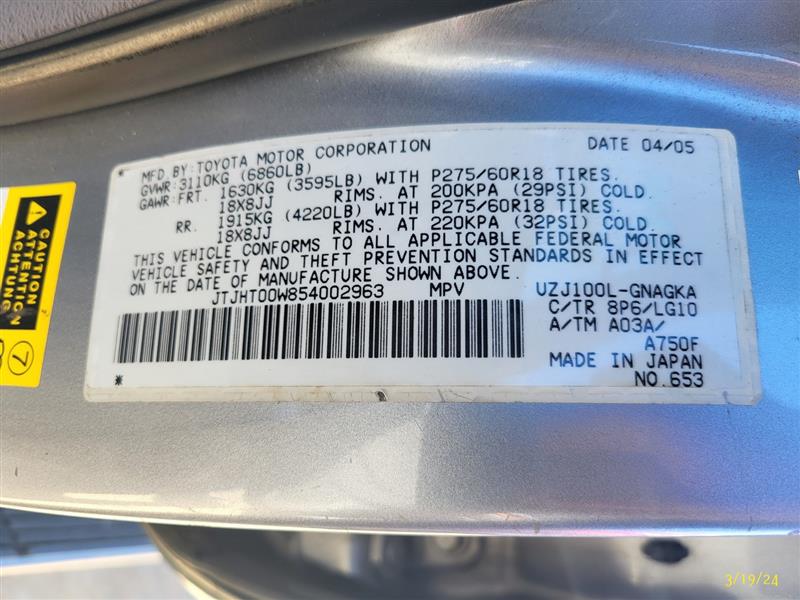 MFD.BY:TOYOTA MOTOR CORPORATION DATE 04/05
GVWR:3110KG (6860LB)
GAWR:FRT. 1630KG (3595LB) WITH P275/60R18 TIRES.
18X8JJ RIMS. AT 200KPA (29PSI) COLD.
RR. 1915KG (4220LB) WITH P275/60R18 TIRES.
18X8JJ RIMS. AT 220KPA (32PSI) COLD.
THIS VEHICLE CONFORMS TO ALL APPLICABLE FEDERAL MOTOR
VEHICLE SAFETY AND THEFT PREVENTION STANDARDS IN EFFECT
ON THE DATE OF MANUFACTURE SHOWN ABOVE.
JTJHT00W854002963 MPV UZJ100L-GNAGKA
C/TR 8P6/LG10
A/TM A03A/
A750F
MADE IN JAPAN
* NO.653
CAUTION
ATTENTION
ACHTUNG
7
3/19/24